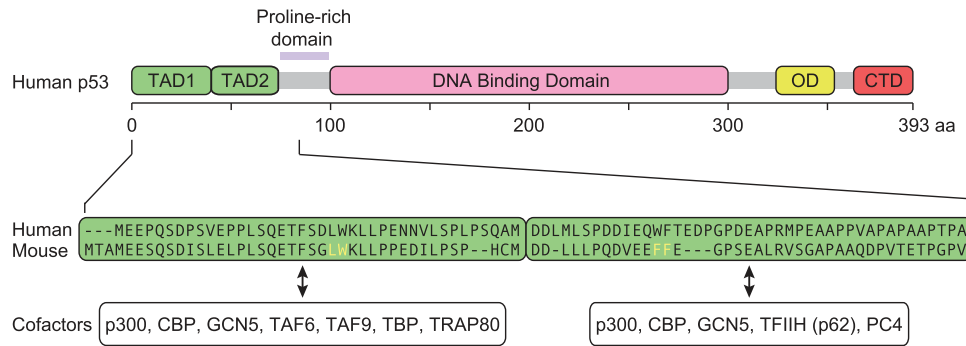 Proline-rich
domain
Human p53 TAD1 TAD2 DNA Binding Domain OD CTD
0 100 200 300 393 aa
Human ---MEEPQSDPSVEPPLSQETFSDLWKLLPENNVLSPLPSQAM DDLMLSPDDIEQWFTEDPGPDEAPRMPEAAPPVAPAPAAPTPA
Mouse MTAMEESQSDISLELPLSQETFSGLWKLLPPEDILPSP--HCM DD-LLLPQDVEEFFE---GPSEALRVSGAPAAQDPVTETPGPV
Cofactors p300, CBP, GCN5, TAF6, TAF9, TBP, TRAP80 p300, CBP, GCN5, TFIIH (p62), PC4